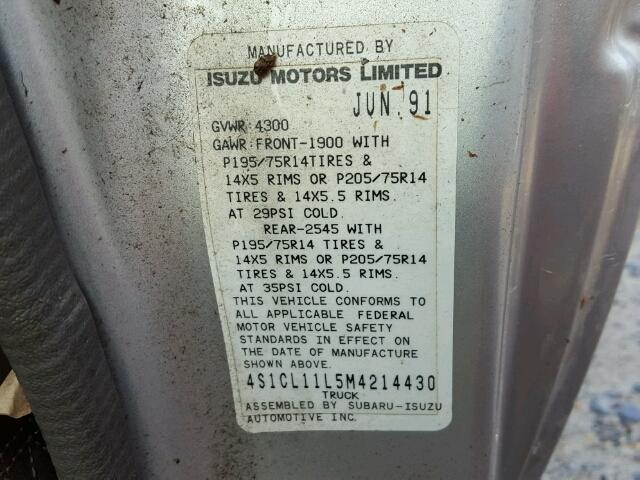 MANUFACTURED BY
ISUZU MOTORS LIMITED
JUN. 91
GVWR: 4300
GAWR: FRONT-1900 WITH
P195/75R14TIRES &
14X5 RIMS OR P205/75R14
TIRES & 14X5.5 RIMS.
AT 29PSI COLD.
REAR-2545 WITH
P195/75R14 TIRES &
14X5 RIMS OR P205/75R14
TIRES & 14X5.5 RIMS.
AT 35PSI COLD.
THIS VEHICLE CONFORMS TO
ALL APPLICABLE FEDERAL
MOTOR VEHICLE SAFETY
STANDARDS IN EFFECT ON
THE DATE OF MANUFACTURE
SHOWN ABOVE.
4S1CL11L5M4214430
TRUCK
ASSEMBLED BY SUBARU-ISUZU
AUTOMOTIVE INC.